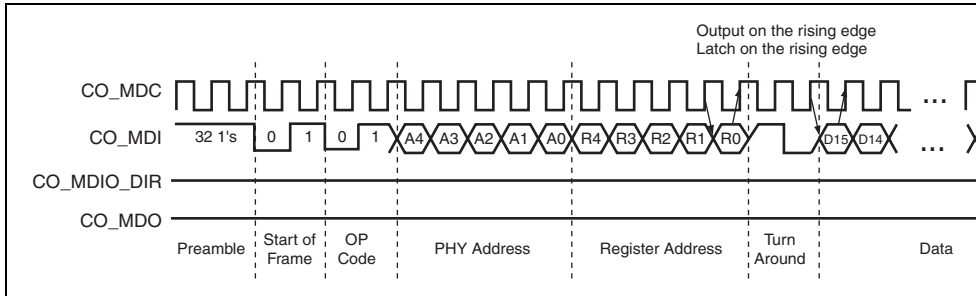 Output on the rising edge
Latch on the rising edge
CO_MDC
...
CO_MDI 32 1's 0 1 0 1 A4 A3 A2 A1 A0 R4 R3 R2 R1 R0 D15 D14 ...
CO_MDIO_DIR
CO_MDO
Preamble
Start of
Frame
OP
Code
PHY Address
Register Address
Turn
Around
Data